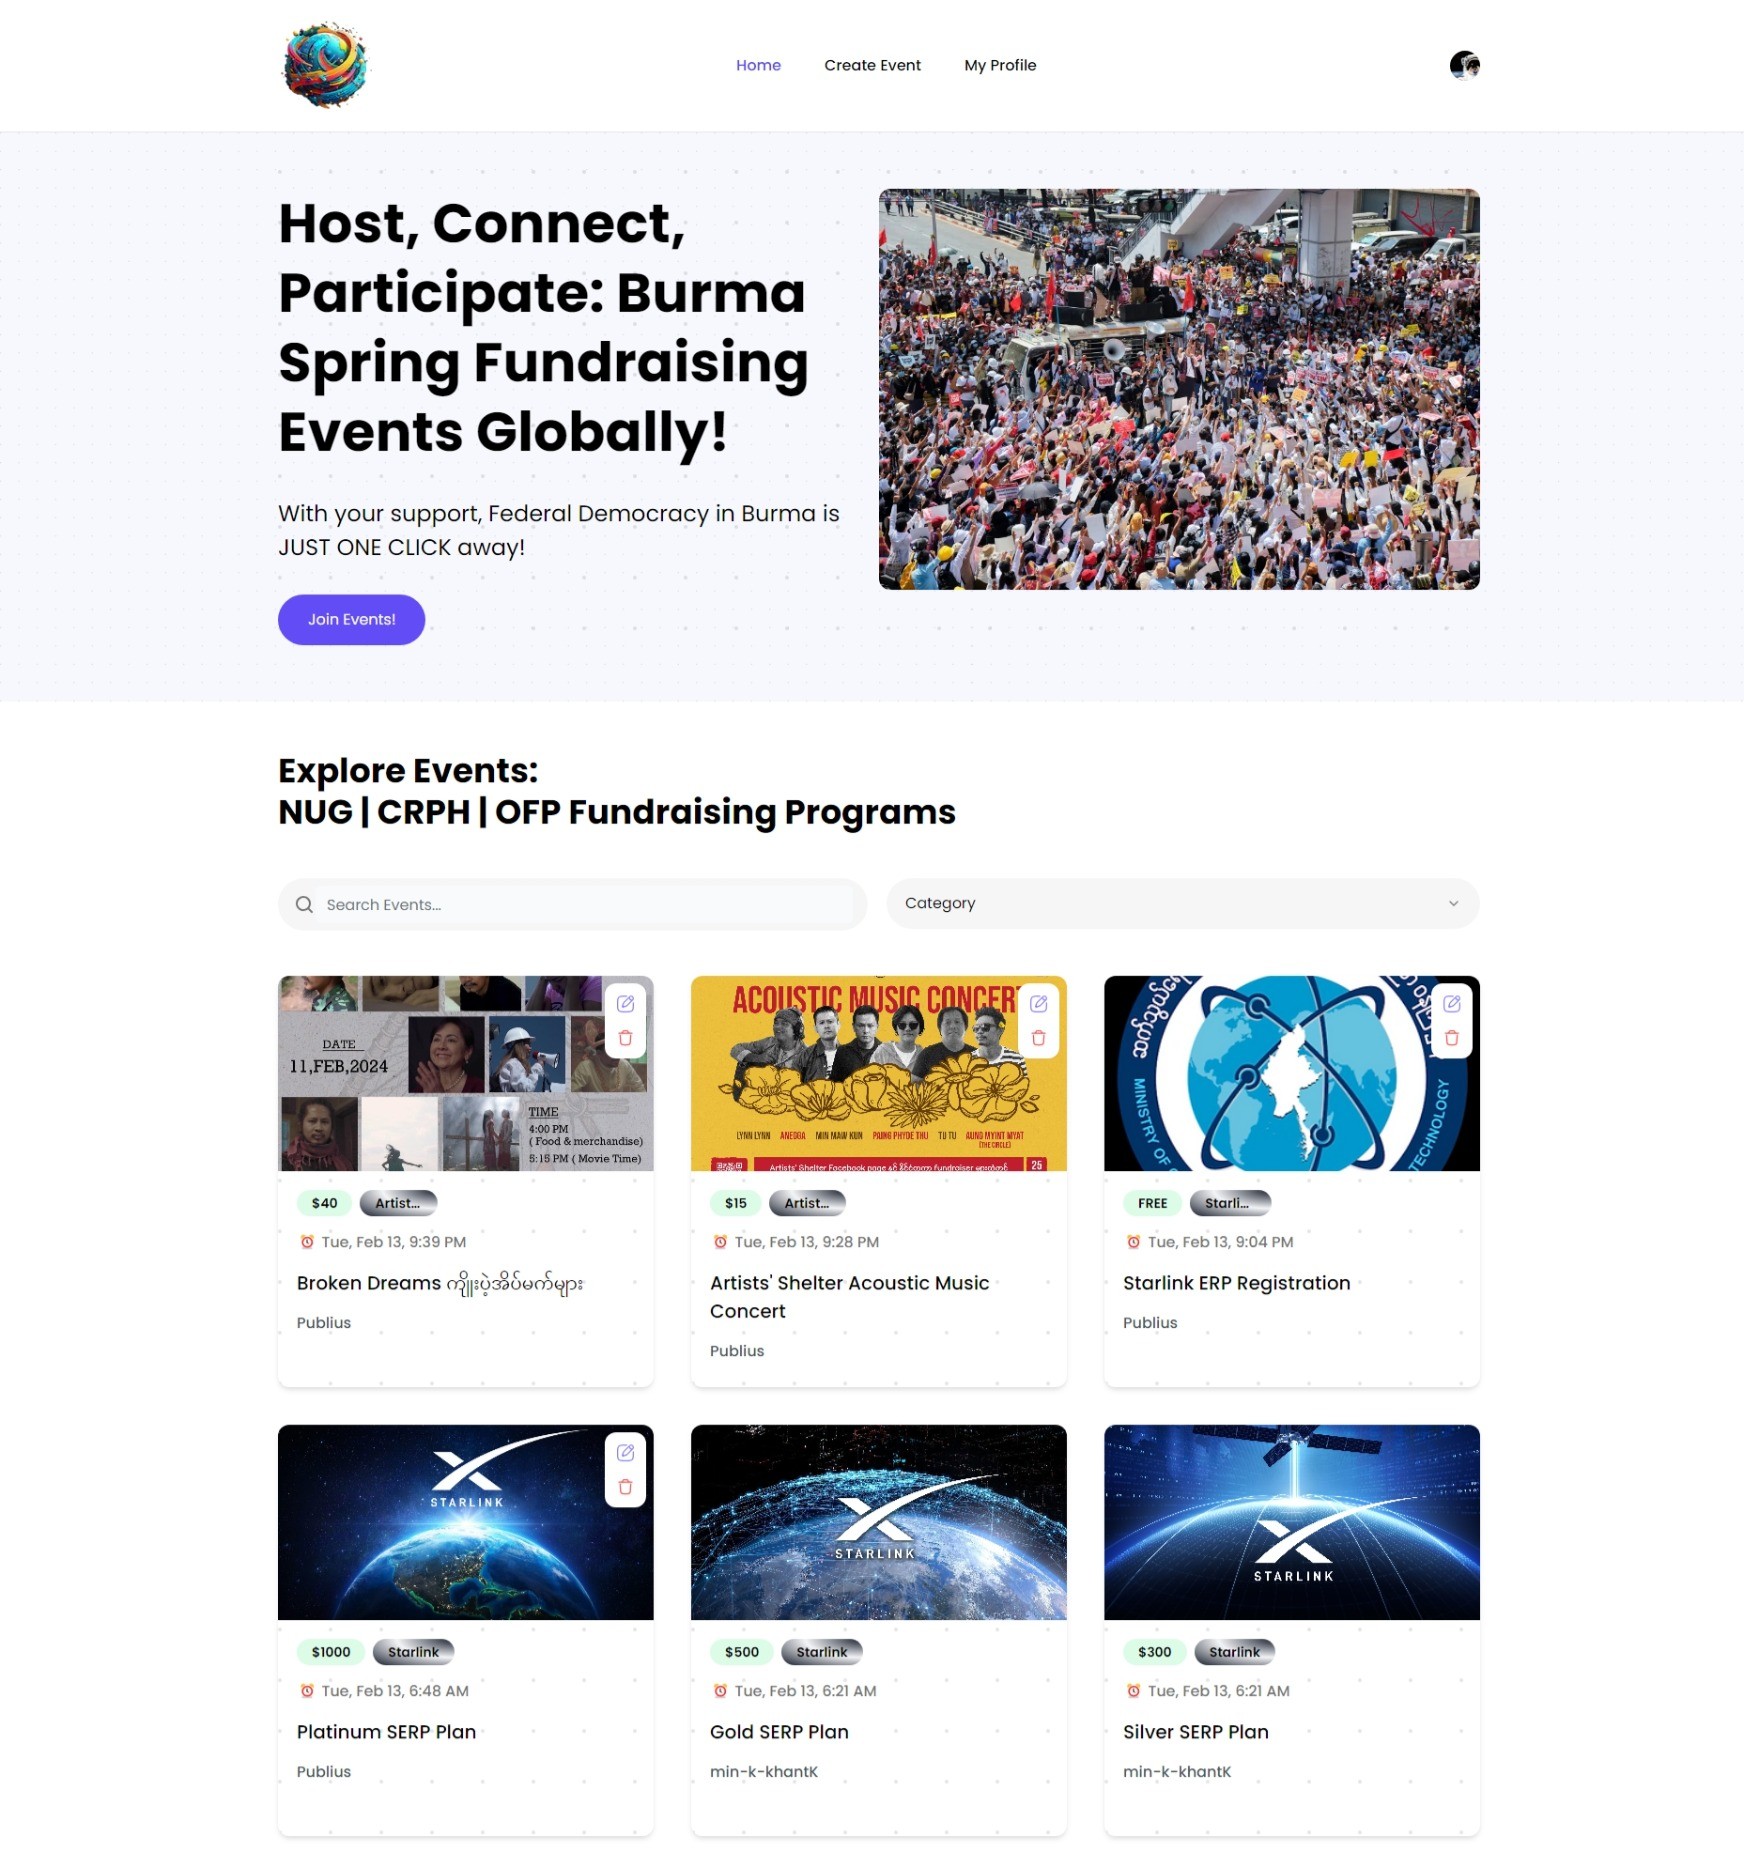 Home
Create Event
My Profile
Host, Connect,
Participate: Burma
Spring Fundraising
Events Globally!
With your support, Federal Democracy in Burma is
JUST ONE CLICK away!
Join Events!
Explore Events:
NUG | CRPH | OFP Fundraising Programs
Search Events...
Category
DATE
11,FEB,2024
TIME
4:00 PM
( Food & merchandise)
5:15 PM ( Movie Time)
$40
Artist...
Tue, Feb 13, 9:39 PM
Broken Dreams ကျိုးပဲ့အိပ်မက်များ
Publius
ACOUSTIC MUSIC CONCERT
LYNN LYNN
ANEGGA
MIN MAW KUN
PAING PHYOE THU
TU TU
AUNG MYINT MYAT
(THE CIRCLE)
Artists' Shelter Facebook page
25
$15
Artist...
Tue, Feb 13, 9:28 PM
Artists' Shelter Acoustic Music
Concert
Publius
MINISTRY OF
TECHNOLOGY
FREE
Starli...
Tue, Feb 13, 9:04 PM
Starlink ERP Registration
Publius
STARLINK
$1000
Starlink
Tue, Feb 13, 6:48 AM
Platinum SERP Plan
Publius
STARLINK
$500
Starlink
Tue, Feb 13, 6:21 AM
Gold SERP Plan
min-k-khantK
STARLINK
$300
Starlink
Tue, Feb 13, 6:21 AM
Silver SERP Plan
min-k-khantK